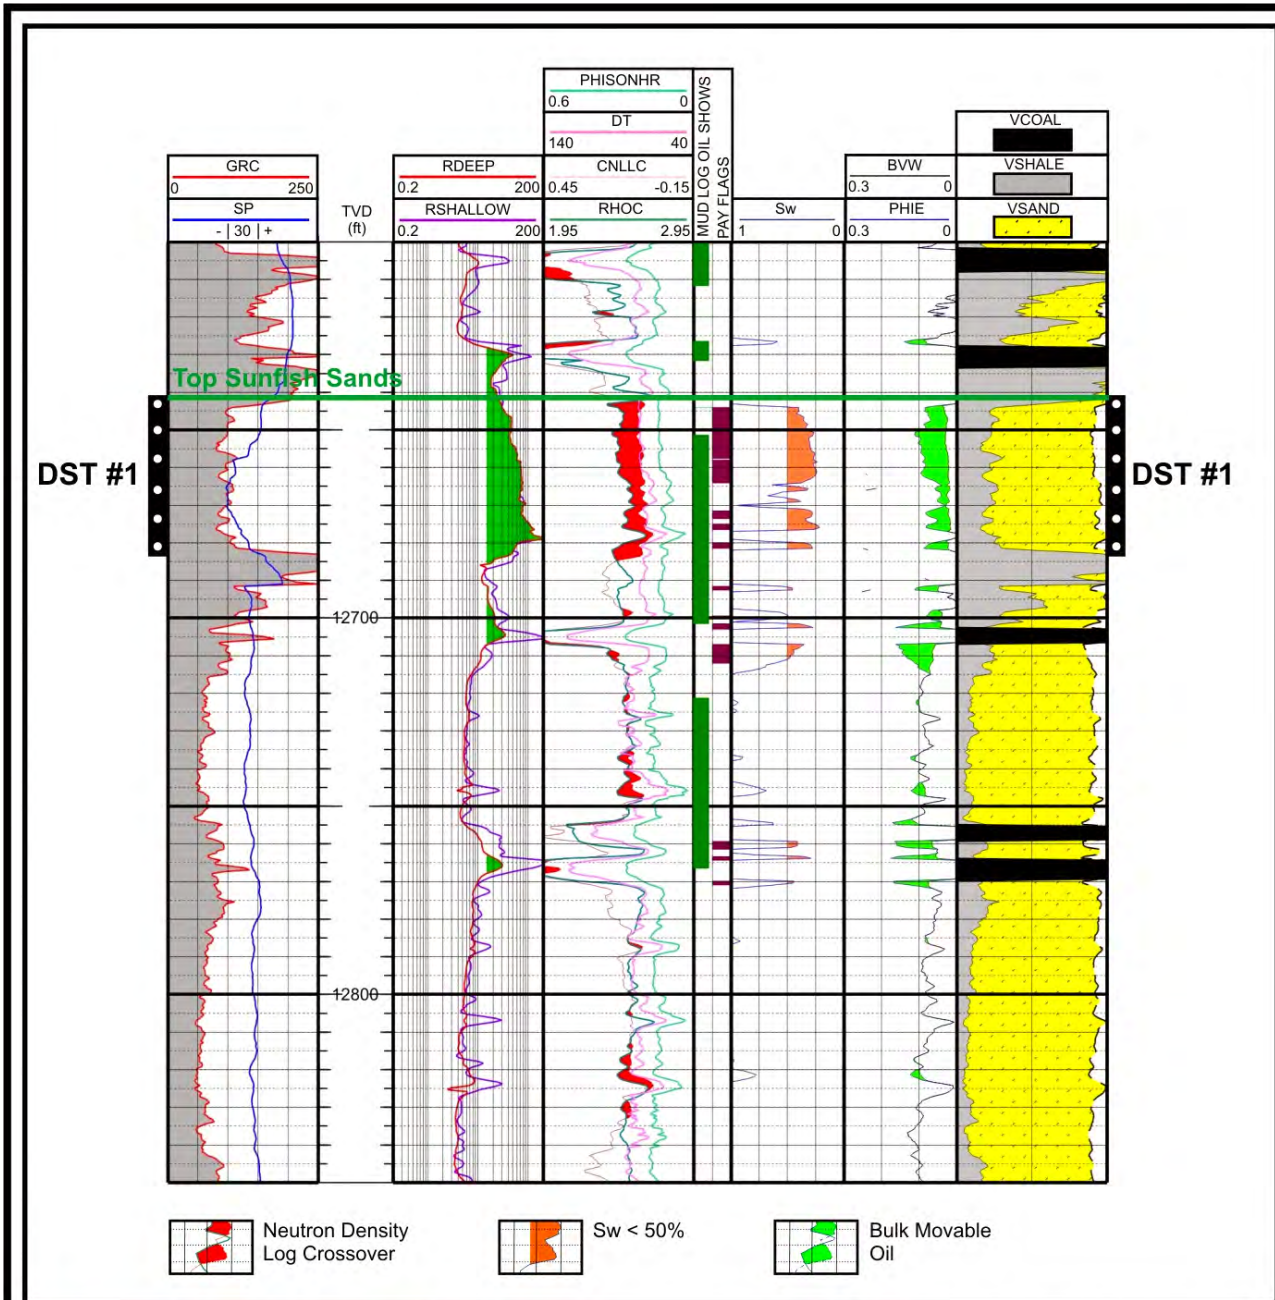 PHISONHR
0.6 0
DT
140 40
MUD LOG OIL SHOWS
PAY FLAGS
VCOAL
GRC
0 250
RDEEP
0.2 200
CNLLC
0.45 -0.15
BVW
0.3 0
VSHALE
SP
- | 30 | +
TVD
(ft)
RSHALLOW
0.2 200
RHOC
1.95 2.95
Sw
1 0
PHIE
0.3 0
VSAND
Top Sunfish Sands
DST #1
DST #1
12700
12800
Neutron Density
Log Crossover
Sw < 50%
Bulk Movable
Oil